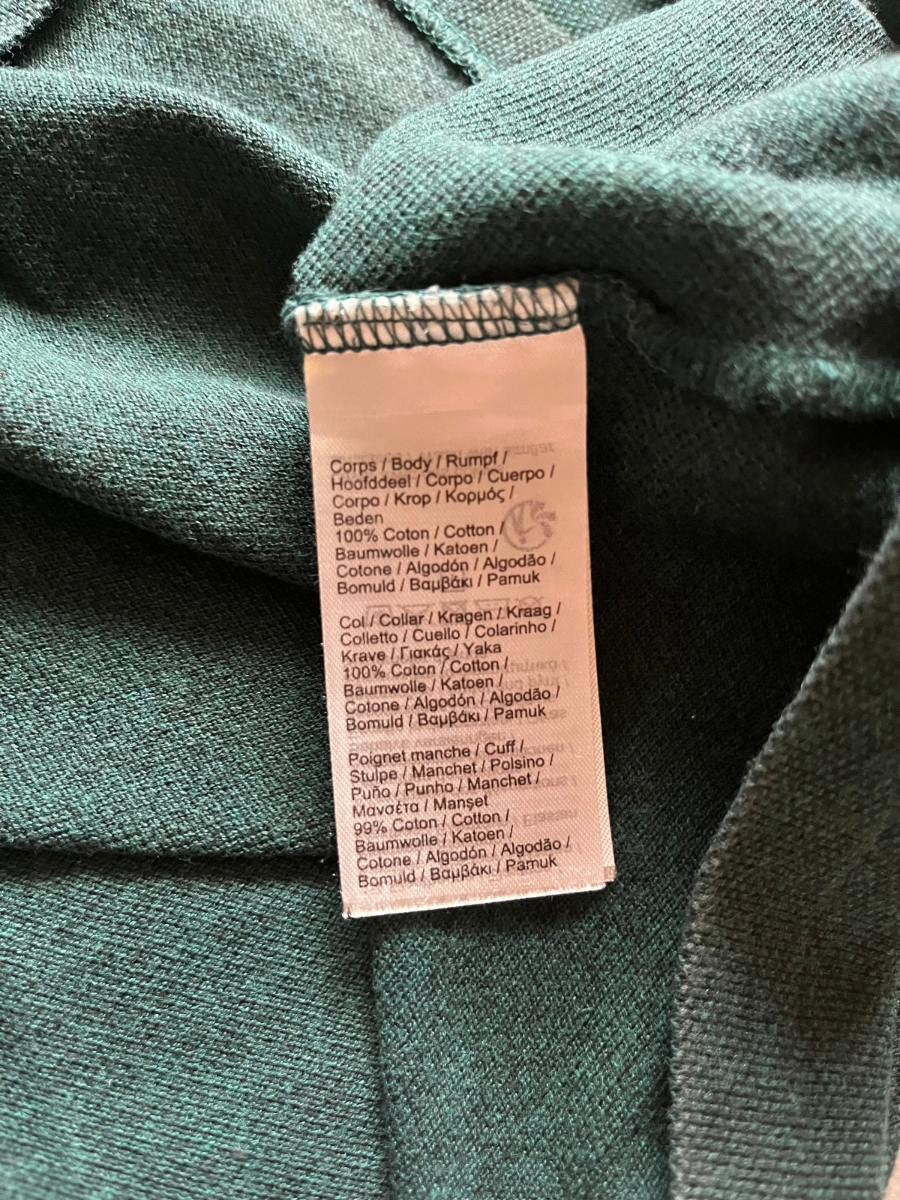 Corps / Body / Rumpf /
Hoofddeel / Corpo / Cuerpo /
Corpo / Krop / Κορμός /
Beden
100% Coton / Cotton /
Baumwolle / Katoen /
Cotone / Algodón / Algodão /
Bomuld / Βαμβάκι / Pamuk
Col / Collar / Kragen / Kraag /
Colletto / Cuello / Colarinho /
Krave / Γιακάς / Yaka
100% Coton / Cotton /
Baumwolle / Katoen /
Cotone / Algodón / Algodão /
Bomuld / Βαμβάκι / Pamuk
Poignet manche / Cuff /
Stulpe / Manchet / Polsino /
Puño / Punho / Manchet /
Μανσέτα / Manşet
99% Coton / Cotton /
Baumwolle / Katoen /
Cotone / Algodón / Algodão /
Bomuld / Βαμβάκι / Pamuk